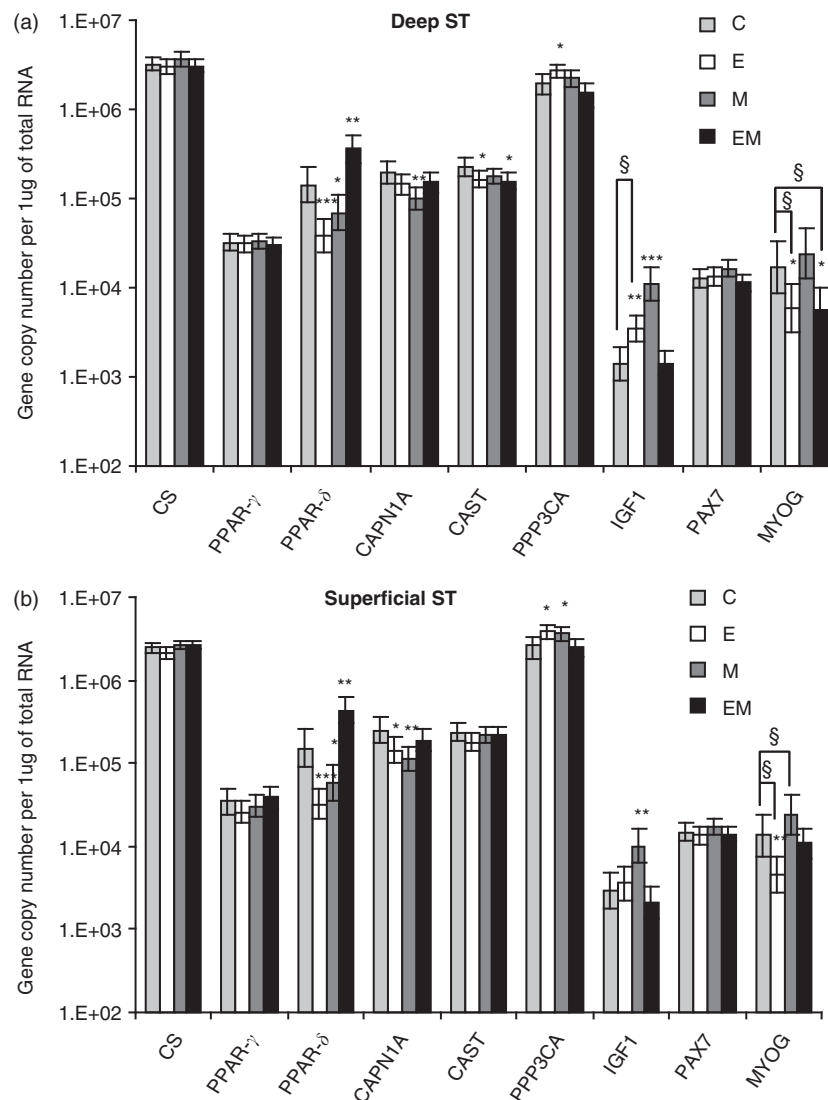 (a)
Deep ST
C
E
M
EM
Gene copy number per 1ug of total RNA
1.E+07
1.E+06
1.E+05
1.E+04
1.E+03
1.E+02
***
*
**
**
*
*
*
§
**
***
§
§
*
*
CS
PPAR-γ
PPAR-δ
CAPN1A
CAST
PPP3CA
IGF1
PAX7
MYOG
(b)
Superficial ST
C
E
M
EM
Gene copy number per 1ug of total RNA
1.E+07
1.E+06
1.E+05
1.E+04
1.E+03
1.E+02
***
*
**
*
**
*
*
**
§
§
**
CS
PPAR-γ
PPAR-δ
CAPN1A
CAST
PPP3CA
IGF1
PAX7
MYOG